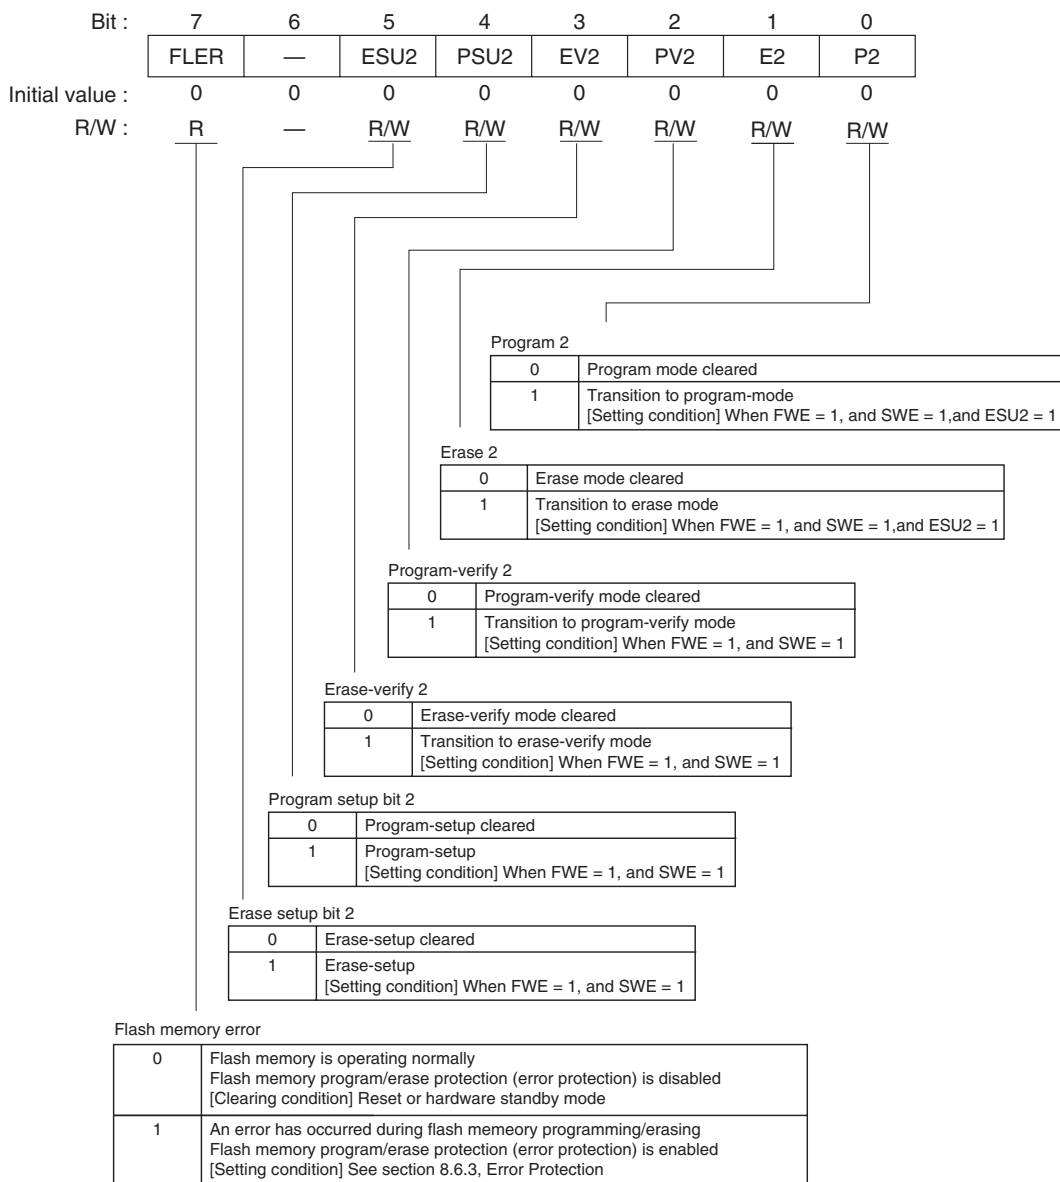 Bit : 7 6 5 4 3 2 1 0
FLER — ESU2 PSU2 EV2 PV2 E2 P2
Initial value : 0 0 0 0 0 0 0 0
R/W : R — R/W R/W R/W R/W R/W R/W
Program 2
0 Program mode cleared
1 Transition to program-mode
[Setting condition] When FWE = 1, and SWE = 1,and ESU2 = 1
Erase 2
0 Erase mode cleared
1 Transition to erase mode
[Setting condition] When FWE = 1, and SWE = 1,and ESU2 = 1
Program-verify 2
0 Program-verify mode cleared
1 Transition to program-verify mode
[Setting condition] When FWE = 1, and SWE = 1
Erase-verify 2
0 Erase-verify mode cleared
1 Transition to erase-verify mode
[Setting condition] When FWE = 1, and SWE = 1
Program setup bit 2
0 Program-setup cleared
1 Program-setup
[Setting condition] When FWE = 1, and SWE = 1
Erase setup bit 2
0 Erase-setup cleared
1 Erase-setup
[Setting condition] When FWE = 1, and SWE = 1
Flash memory error
0 Flash memory is operating normally
Flash memory program/erase protection (error protection) is disabled
[Clearing condition] Reset or hardware standby mode
1 An error has occurred during flash memeory programming/erasing
Flash memory program/erase protection (error protection) is enabled
[Setting condition] See section 8.6.3, Error Protection